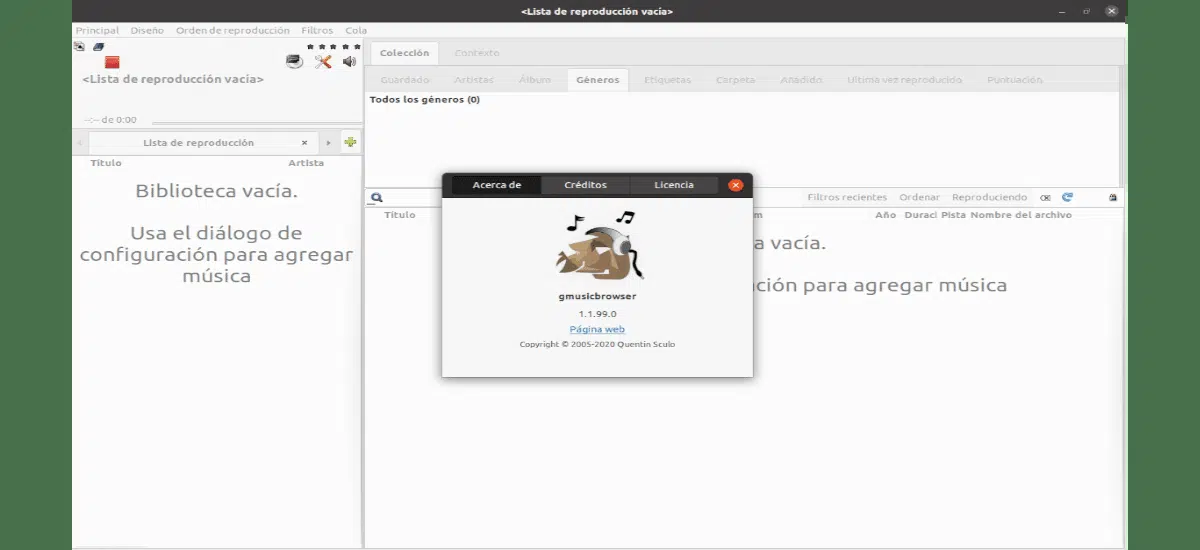 <Lista de reproducción vacía>
Principal Diseño Orden de reproducción Filtros Cola
<Lista de reproducción vacía>
--:-- de 0:00
Lista de reproducción
Título Artista
Biblioteca vacía.
Usa el diálogo de
configuración para agregar
música
Colección Contexto
Guardado Artistas Álbum Géneros Etiquetas Carpeta Añadido Ultima vez reproducido Puntuación
Todos los géneros (0)
Filtros recientes Ordenar Reproduciendo
Título m Año Duraci Pista Nombre del archivo
a vacía.
ción para agregar música
Acerca de Créditos Licencia
gmusicbrowser
1.1.99.0
Página web
Copyright © 2005-2020 Quentin Sculo